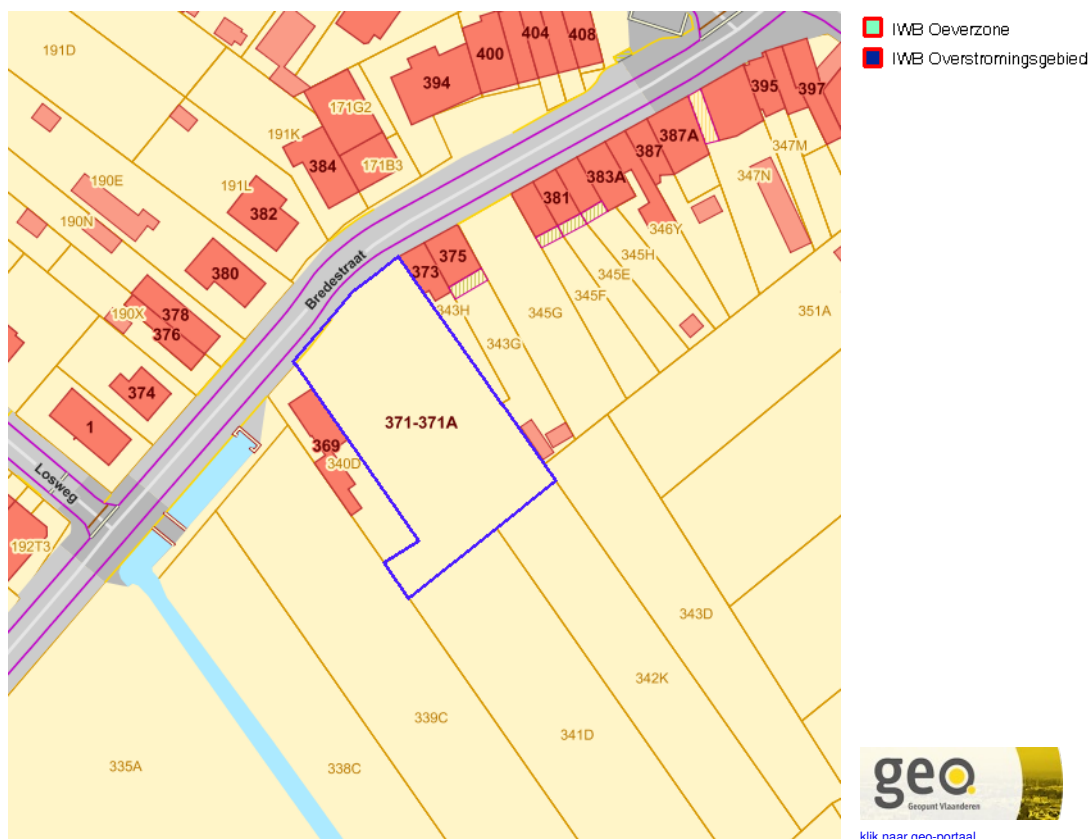 191D
404
408
400
394
171G2
191K
384
171B3
190E
191L
382
190N
380
190X
378
376
374
1
Losweg
192T3
Bredestraat
395
397
387A
387
347M
383A
347N
381
346Y
345H
345E
345F
345G
351A
375
373
343H
343G
371-371A
369
340D
343D
342K
339C
341D
335A
338C
IWB Oeverzone
IWB Overstromingsgebied
geo
Geopunt Vlaanderen
klik naar geo-portaal